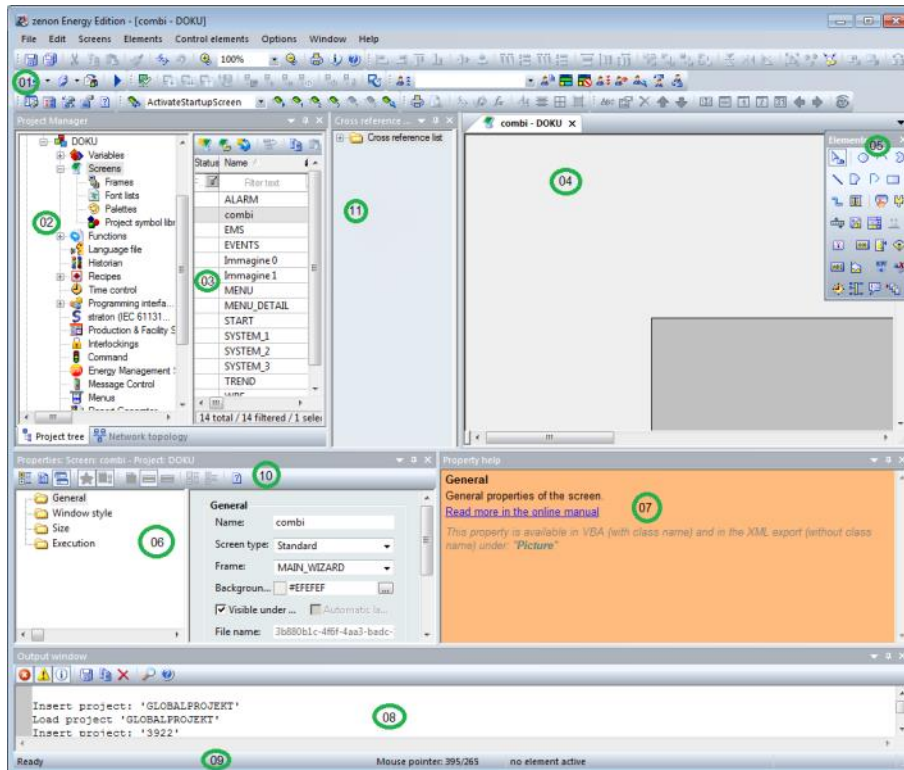 zenon Energy Edition - [combi - DOKU]
File Edit Screens Elements Control elements Options Window Help
100%
01
ActivateStartupScreen
Project Manager
DOKU
Variables
Screens
Frames
Font lists
Palettes
Project symbol libr
Functions
Language file
Historian
Recipes
Time control
Programming interfa...
straton (IEC 61131...
Production & Facility S
Interlockings
Command
Energy Management
Message Control
Menus
02
Project tree
Network topology
Status Name
Filter text
ALARM
combi
EMS
EVENTS
Immagine 0
Immagine 1
MENU
MENU_DETAIL
START
SYSTEM_1
SYSTEM_2
SYSTEM_3
TREND
03
14 total / 14 filtered / 1 selec
Cross reference ...
Cross reference list
11
combi - DOKU
04
05
Properties: Screen: combi - Project: DOKU
10
General
Window style
Size
Execution
06
General
Name: combi
Screen type: Standard
Frame: MAIN_WIZARD
Backgroun... #EFEFEF
Visible under ... Automatic la...
File name: 3b880b1c-4f6f-4aa3-badc-
Property help
General
General properties of the screen.
Read more in the online manual
07
This property is available in VBA (with class name) and in the XML export (without class
name) under: "Picture"
Output window
Insert project: 'GLOBALPROJEKT'
Load project 'GLOBALPROJEKT'
Insert project: '3922'
08
Ready
09
Mouse pointer: 395/265
no element active